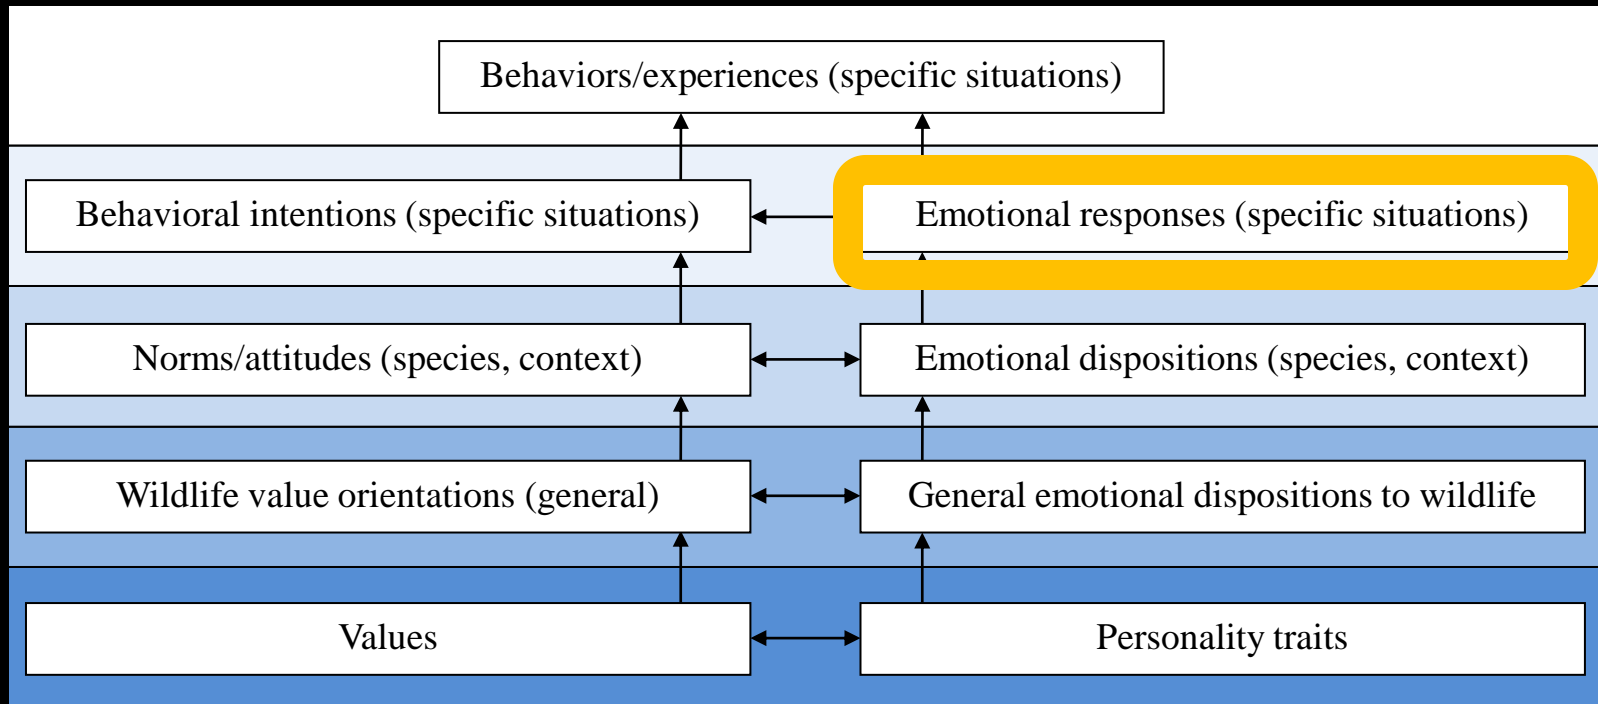 Behaviors/experiences (specific situations)
Behavioral intentions (specific situations)
Emotional responses (specific situations)
Norms/attitudes (species, context)
Emotional dispositions (species, context)
Wildlife value orientations (general)
General emotional dispositions to wildlife
Values
Personality traits